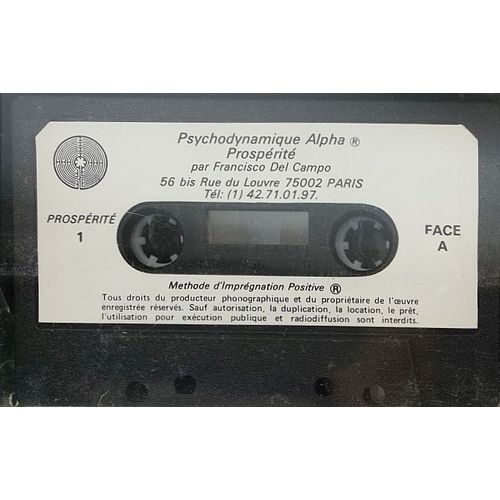 Psychodynamique Alpha ®
Prospérité
par Francisco Del Campo
56 bis Rue du Louvre 75002 PARIS
Tél: (1) 42.71.01.97.
PROSPÉRITÉ
1
FACE
A
Methode d'Imprégnation Positive ®
Tous droits du producteur phonographique et du propriétaire de l'œuvre
enregistrée réservés. Sauf autorisation, la duplication, la location, le prêt,
l'utilisation pour exécution publique et radiodiffusion sont interdits.